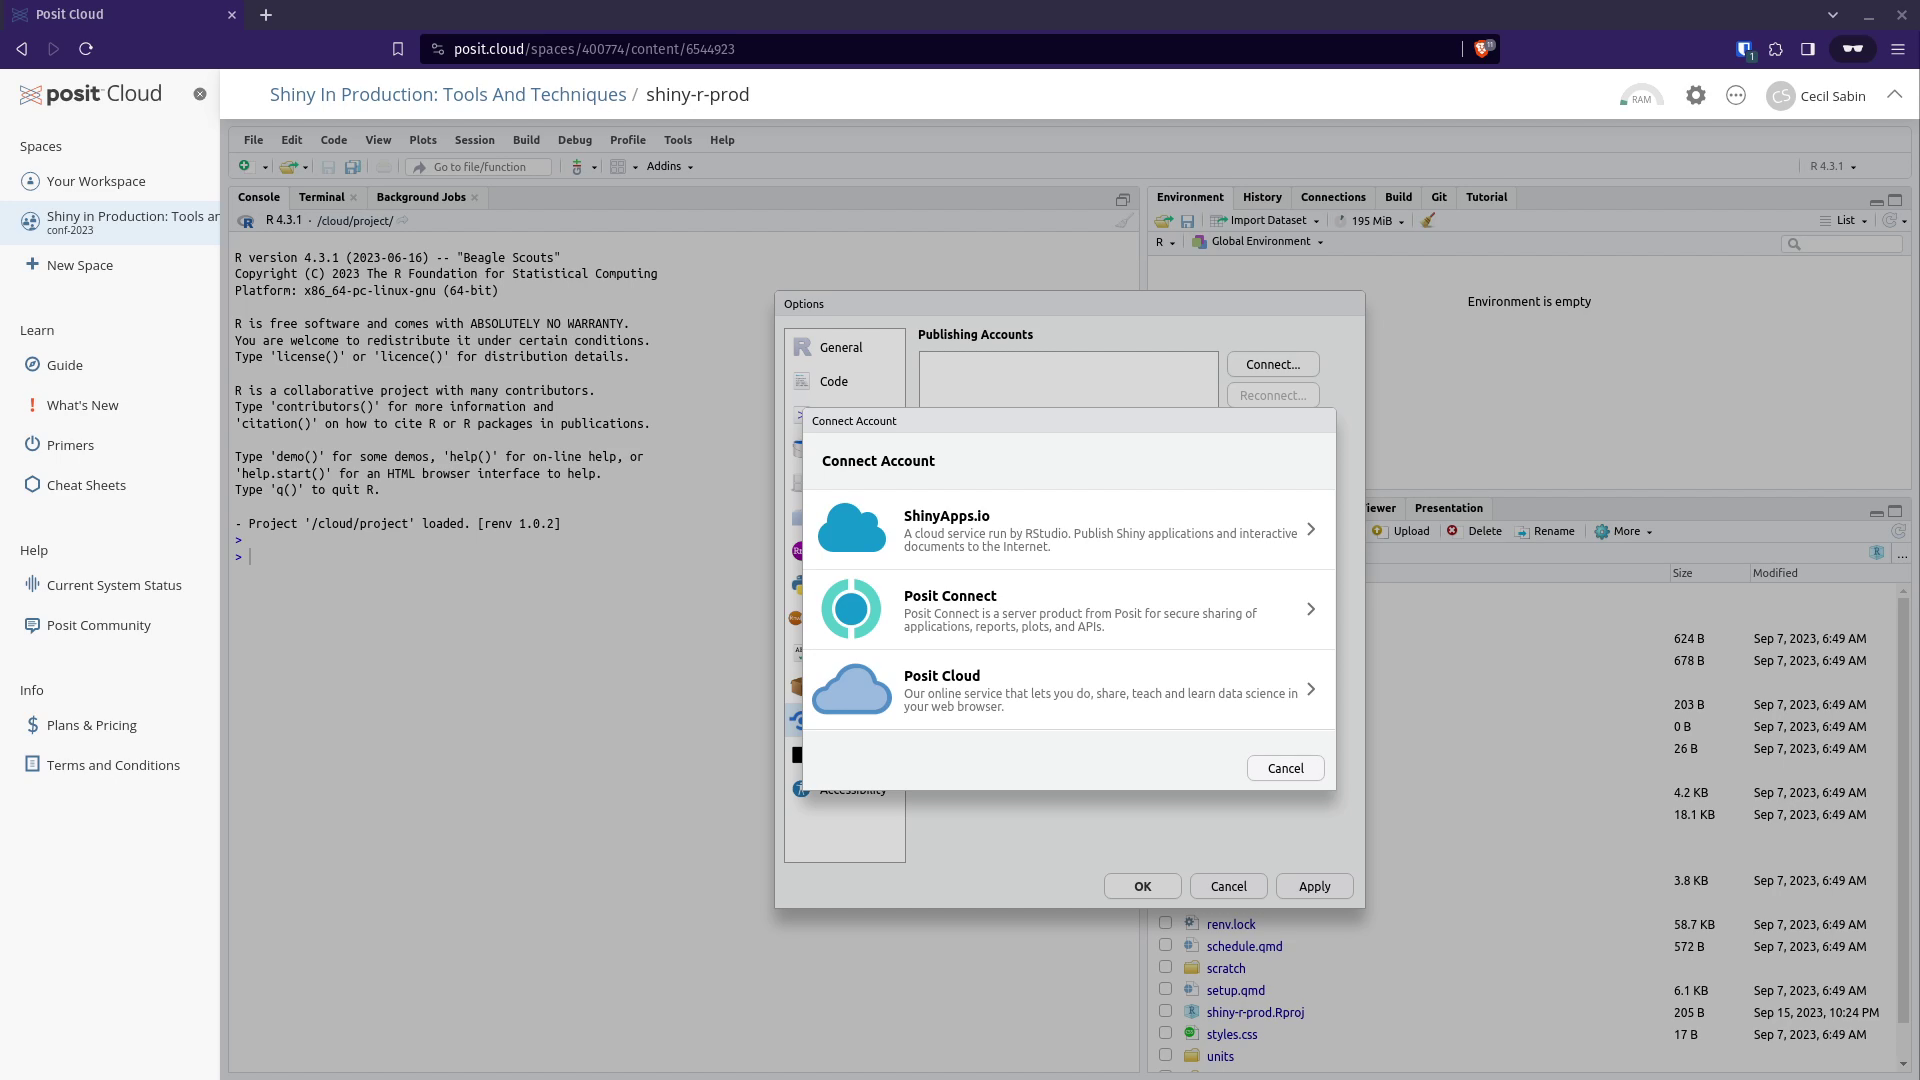 Posit Cloud
posit.cloud/spaces/400774/content/6544923
11
1
posit Cloud
Shiny In Production: Tools And Techniques / shiny-r-prod
RAM
CS
Cecil Sabin
Spaces
Your Workspace
Shiny in Production: Tools ar
conf-2023
New Space
Learn
Guide
What's New
Primers
Cheat Sheets
Help
Current System Status
Posit Community
Info
Plans & Pricing
Terms and Conditions
File Edit Code View Plots Session Build Debug Profile Tools Help
Go to file/function
Addins
R 4.3.1
Console Terminal Background Jobs
R 4.3.1 · /cloud/project/
R version 4.3.1 (2023-06-16) -- "Beagle Scouts"
Copyright (C) 2023 The R Foundation for Statistical Computing
Platform: x86_64-pc-linux-gnu (64-bit)
R is free software and comes with ABSOLUTELY NO WARRANTY.
You are welcome to redistribute it under certain conditions.
Type 'license()' or 'licence()' for distribution details.
R is a collaborative project with many contributors.
Type 'contributors()' for more information and
'citation()' on how to cite R or R packages in publications.
Type 'demo()' for some demos, 'help()' for on-line help, or
'help.start()' for an HTML browser interface to help.
Type 'q()' to quit R.
- Project '/cloud/project' loaded. [renv 1.0.2]
>
>
Environment History Connections Build Git Tutorial
Import Dataset 195 MiB List
R Global Environment
Environment is empty
Options
General
Code
Accessibility
Publishing Accounts
Connect...
Reconnect...
Connect Account
Connect Account
ShinyApps.io
A cloud service run by RStudio. Publish Shiny applications and interactive
documents to the Internet.
Posit Connect
Posit Connect is a server product from Posit for secure sharing of
applications, reports, plots, and APIs.
Posit Cloud
Our online service that lets you do, share, teach and learn data science in
your web browser.
Cancel
OK Cancel Apply
iewer Presentation
Upload Delete Rename More
...
Size Modified
624 B Sep 7, 2023, 6:49 AM
678 B Sep 7, 2023, 6:49 AM
203 B Sep 7, 2023, 6:49 AM
0 B Sep 7, 2023, 6:49 AM
26 B Sep 7, 2023, 6:49 AM
4.2 KB Sep 7, 2023, 6:49 AM
18.1 KB Sep 7, 2023, 6:49 AM
3.8 KB Sep 7, 2023, 6:49 AM
renv.lock 58.7 KB Sep 7, 2023, 6:49 AM
schedule.qmd 572 B Sep 7, 2023, 6:49 AM
scratch
setup.qmd 6.1 KB Sep 7, 2023, 6:49 AM
shiny-r-prod.Rproj 205 B Sep 15, 2023, 10:24 PM
styles.css 17 B Sep 7, 2023, 6:49 AM
units